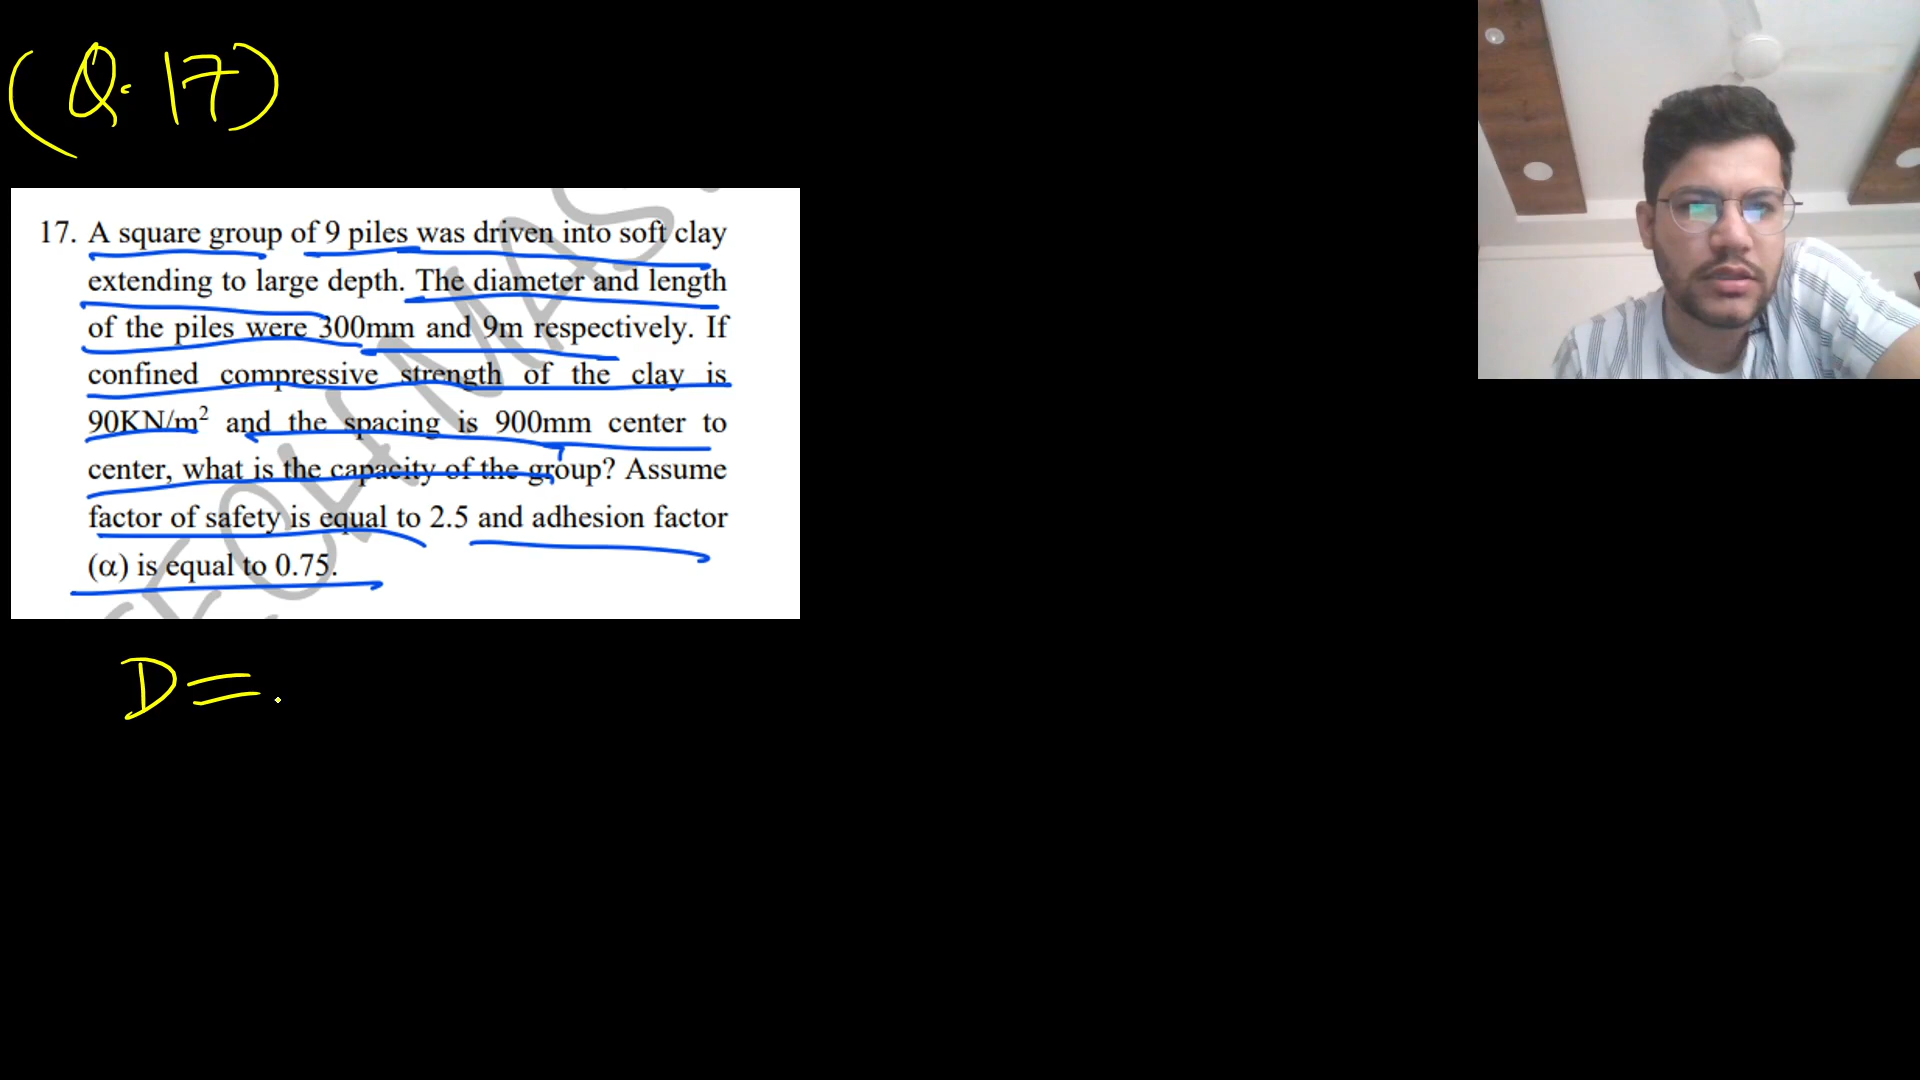 (Q. 17)
17. A square group of 9 piles was driven into soft clay
extending to large depth. The diameter and length
of the piles were 300mm and 9m respectively. If
confined compressive strength of the clay is
90KN/m² and the spacing is 900mm center to
center, what is the capacity of the group? Assume
factor of safety is equal to 2.5 and adhesion factor
(α) is equal to 0.75.
D = .